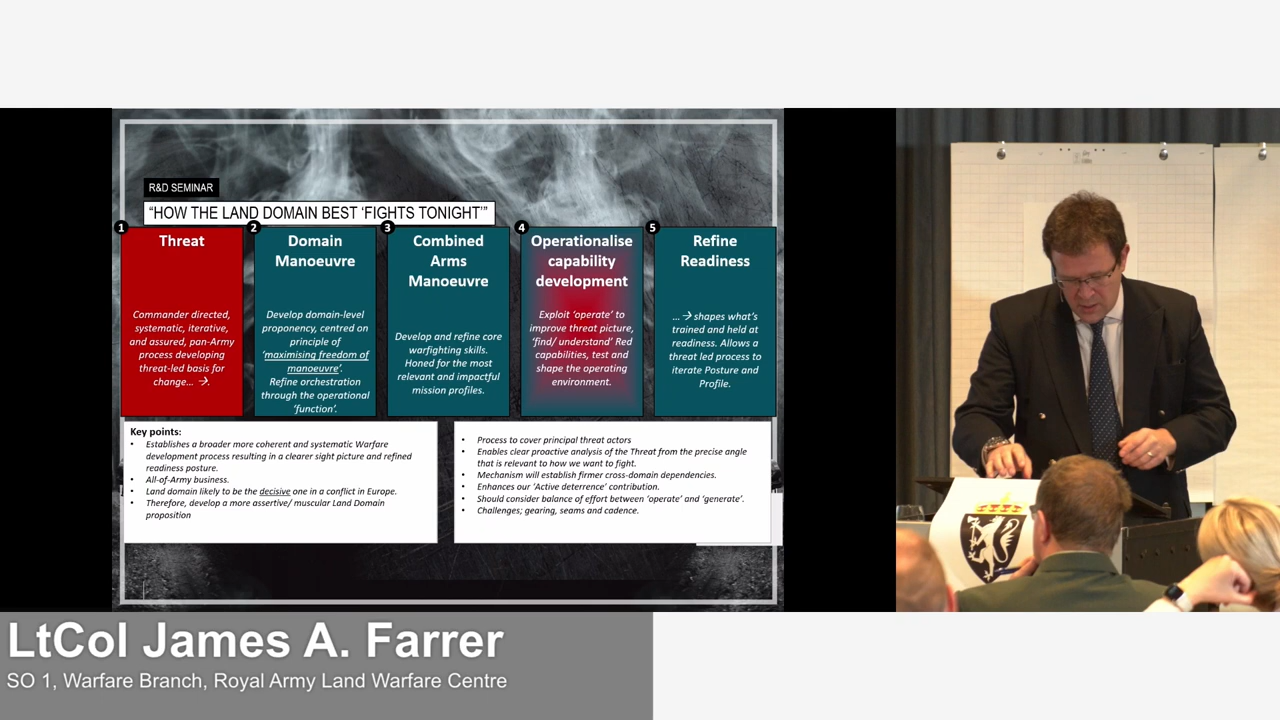 R&D SEMINAR
"HOW THE LAND DOMAIN BEST 'FIGHTS TONIGHT'"
1
Threat
Commander directed,
systematic, iterative,
and assured, pan-Army
process developing
threat-led basis for
change... →.
2
Domain
Manoeuvre
Develop domain-level
proponency, centred on
principle of
'maximising freedom of
manoeuvre'.
Refine orchestration
through the operational
'function'.
3
Combined
Arms
Manoeuvre
Develop and refine core
warfighting skills.
Honed for the most
relevant and impactful
mission profiles.
4
Operationalise
capability
development
Exploit 'operate' to
improve threat picture,
'find/ understand' Red
capabilities, test and
shape the operating
environment.
5
Refine
Readiness
...→ shapes what's
trained and held at
readiness. Allows a
threat led process to
iterate Posture and
Profile.
Key points:
• Establishes a broader more coherent and systematic Warfare
development process resulting in a clearer sight picture and refined
readiness posture.
• All-of-Army business.
• Land domain likely to be the decisive one in a conflict in Europe.
• Therefore, develop a more assertive/ muscular Land Domain
proposition
• Process to cover principal threat actors
• Enables clear proactive analysis of the Threat from the precise angle
that is relevant to how we want to fight.
• Mechanism will establish firmer cross-domain dependencies.
• Enhances our 'Active deterrence' contribution.
• Should consider balance of effort between 'operate' and 'generate'.
• Challenges; gearing, seams and cadence.
LtCol James A. Farrer
SO 1, Warfare Branch, Royal Army Land Warfare Centre